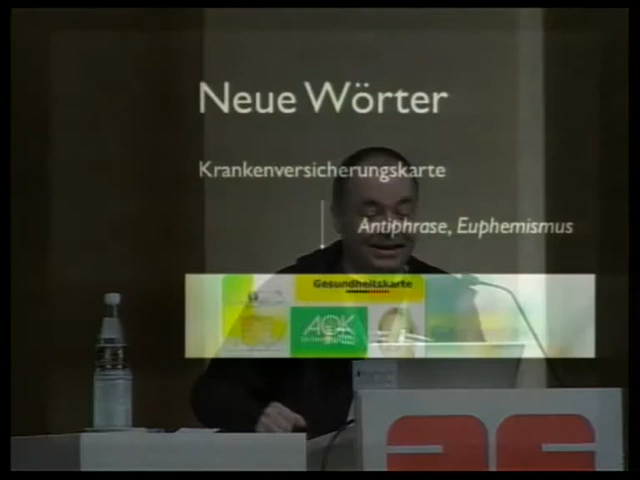 Neue Wörter
Krankenversicherungskarte
Antiphrase, Euphemismus
Gesundheitskarte
AOK